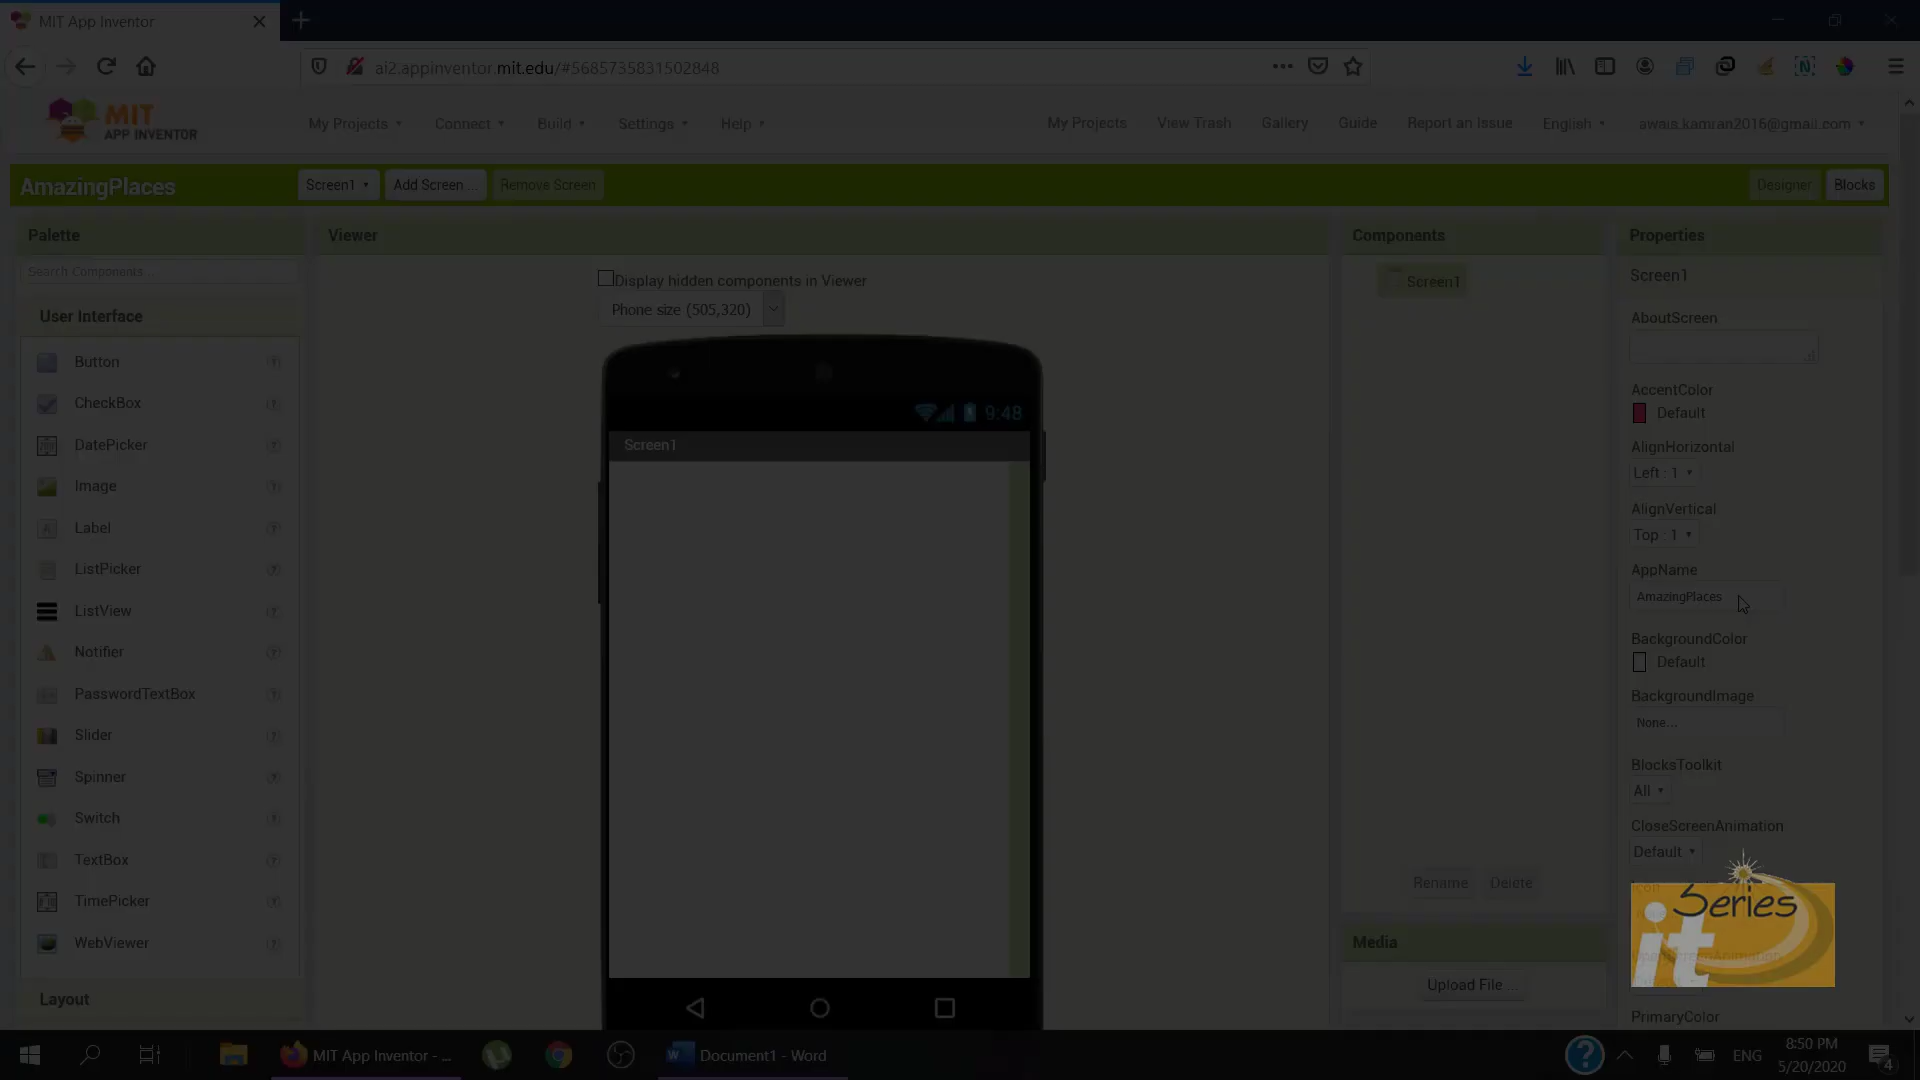 MIT App Inventor
ai2.appinventor.mit.edu/#5685735831502848
MIT
APP INVENTOR
My Projects
Connect
Build
Settings
Help
My Projects
View Trash
Gallery
Guide
Report an Issue
English
awais.kamran2016@gmail.com
AmazingPlaces
Screen1
Add Screen ...
Remove Screen
Designer
Blocks
Palette
Search Components...
User Interface
Button
CheckBox
DatePicker
Image
Label
ListPicker
ListView
Notifier
PasswordTextBox
Slider
Spinner
Switch
TextBox
TimePicker
WebViewer
Layout
Viewer
Display hidden components in Viewer
Phone size (505,320)
9:48
Screen1
Components
Screen1
Rename
Delete
Media
Upload File ...
Properties
Screen1
AboutScreen
AccentColor
Default
AlignHorizontal
Left : 1
AlignVertical
Top : 1
AppName
AmazingPlaces
BackgroundColor
Default
BackgroundImage
None...
BlocksToolkit
All
CloseScreenAnimation
Default
Icon
it Series
PrimaryColor
MIT App Inventor - ...
Document1 - Word
ENG
8:50 PM
5/20/2020
4